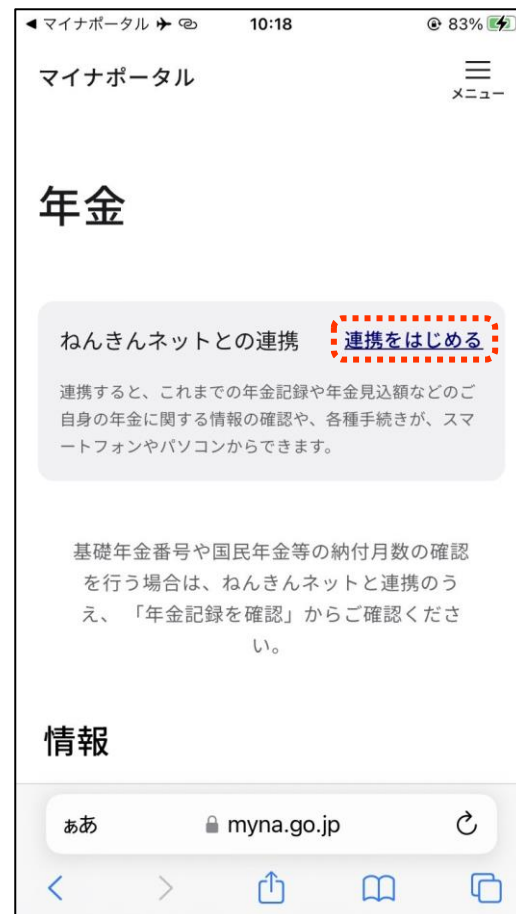 マイナポータル 10:18 83%
マイナポータル
メニュー
年金
ねんきんネットとの連携 連携をはじめる
連携すると、これまでの年金記録や年金見込額などのご
自身の年金に関する情報の確認や、各種手続きが、スマ
ートフォンやパソコンからできます。
基礎年金番号や国民年金等の納付月数の確認
を行う場合は、ねんきんネットと連携のう
え、 「年金記録を確認」からご確認くださ
い。
情報
ぁあ myna.go.jp